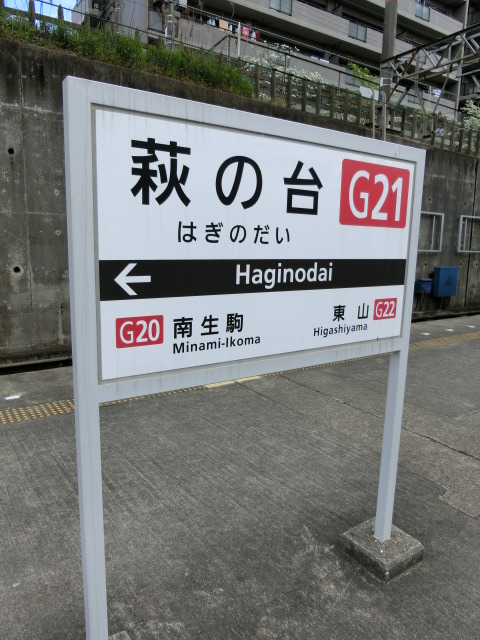 萩の台 G21
はぎのだい
← Haginodai
G20 南生駒 東山 G22
Minami-Ikoma Higashiyama